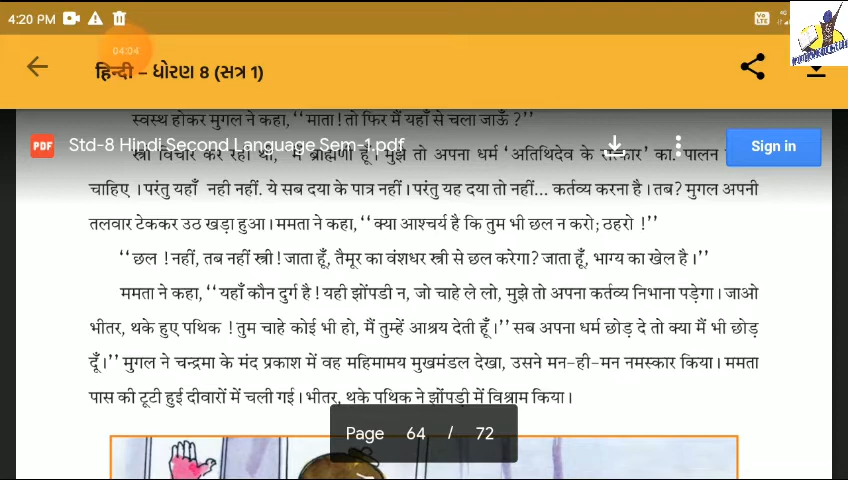 4:20 PM
04:04
हिन्दी – ધોરણ 8 (સત્ર 1)
स्वस्थ होकर मुगल ने कहा, ‘‘माता ! तो फिर मैं यहाँ से चला जाऊँ ?’’
PDF Std-8 Hindi Second Language Sem-1.pdf
Sign in
स्त्री विचार कर रही थी, मैं ब्राह्मणी हूँ। मुझे तो अपना धर्म ‘अतिथिदेव के सत्कार’ का पालन
चाहिए । परंतु यहाँ नही नहीं. ये सब दया के पात्र नहीं। परंतु यह दया तो नहीं... कर्तव्य करना है। तब? मुगल अपनी
तलवार टेककर उठ खड़ा हुआ। ममता ने कहा, ‘‘क्या आश्चर्य है कि तुम भी छल न करो; ठहरो !’’
‘‘छल ! नहीं, तब नहीं स्त्री ! जाता हूँ, तैमूर का वंशधर स्त्री से छल करेगा? जाता हूँ, भाग्य का खेल है।’’
ममता ने कहा, ‘‘यहाँ कौन दुर्ग है ! यही झोंपडी न, जो चाहे ले लो, मुझे तो अपना कर्तव्य निभाना पड़ेगा। जाओ
भीतर, थके हुए पथिक ! तुम चाहे कोई भी हो, मैं तुम्हें आश्रय देती हूँ।’’ सब अपना धर्म छोड़ दे तो क्या मैं भी छोड़
दूँ।’’ मुगल ने चन्द्रमा के मंद प्रकाश में वह महिमामय मुखमंडल देखा, उसने मन-ही-मन नमस्कार किया। ममता
पास की टूटी हुई दीवारों में चली गई। भीतर, थके पथिक ने झोंपड़ी में विश्राम किया।
Page 64 / 72